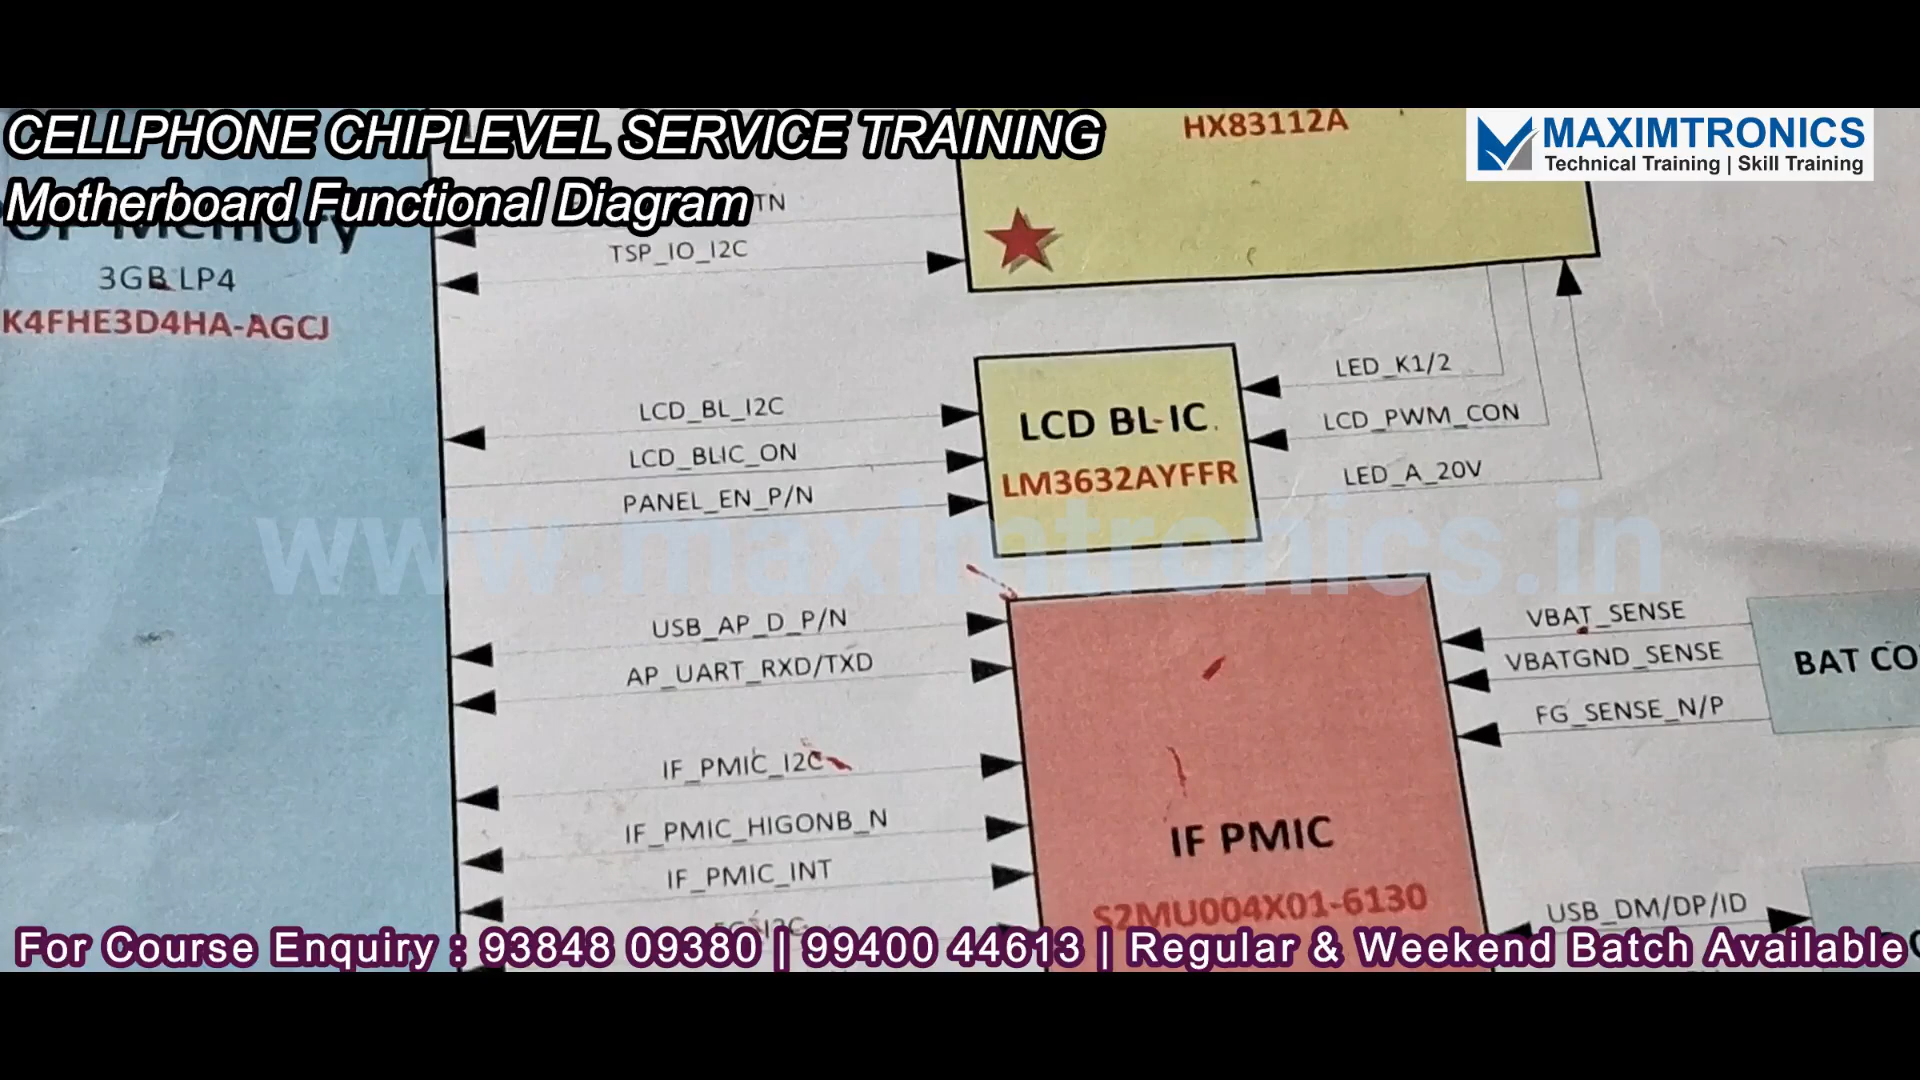 CELLPHONE CHIPLEVEL SERVICE TRAINING
Motherboard Functional Diagram
MAXIMTRONICS
Technical Training | Skill Training
HX83112A
TN
TSP_IO_I2C
Memory
3GB LP4
K4FHE3D4HA-AGCJ
LCD_BL_I2C
LCD_BLIC_ON
PANEL_EN_P/N
LCD BL-IC
LM3632AYFFR
LED_K1/2
LCD_PWM_CON
LED_A_20V
www.maximtronics.in
USB_AP_D_P/N
AP_UART_RXD/TXD
IF_PMIC_I2C
IF_PMIC_HIGONB_N
IF_PMIC_INT
IF PMIC
S2MU004X01-6130
VBAT_SENSE
VBATGND_SENSE
FG_SENSE_N/P
BAT CO
USB_DM/DP/ID
For Course Enquiry : 93848 09380 | 99400 44613 | Regular & Weekend Batch Available